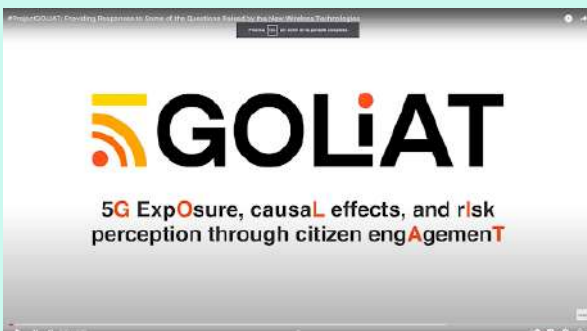 #ProjectGOLIAT: Providing Responses to Some of the Questions Raised by the New Wireless Technologies
GOLiAT
5G ExpOsure, causaL effects, and rIsk
perception through citizen engAgemenT